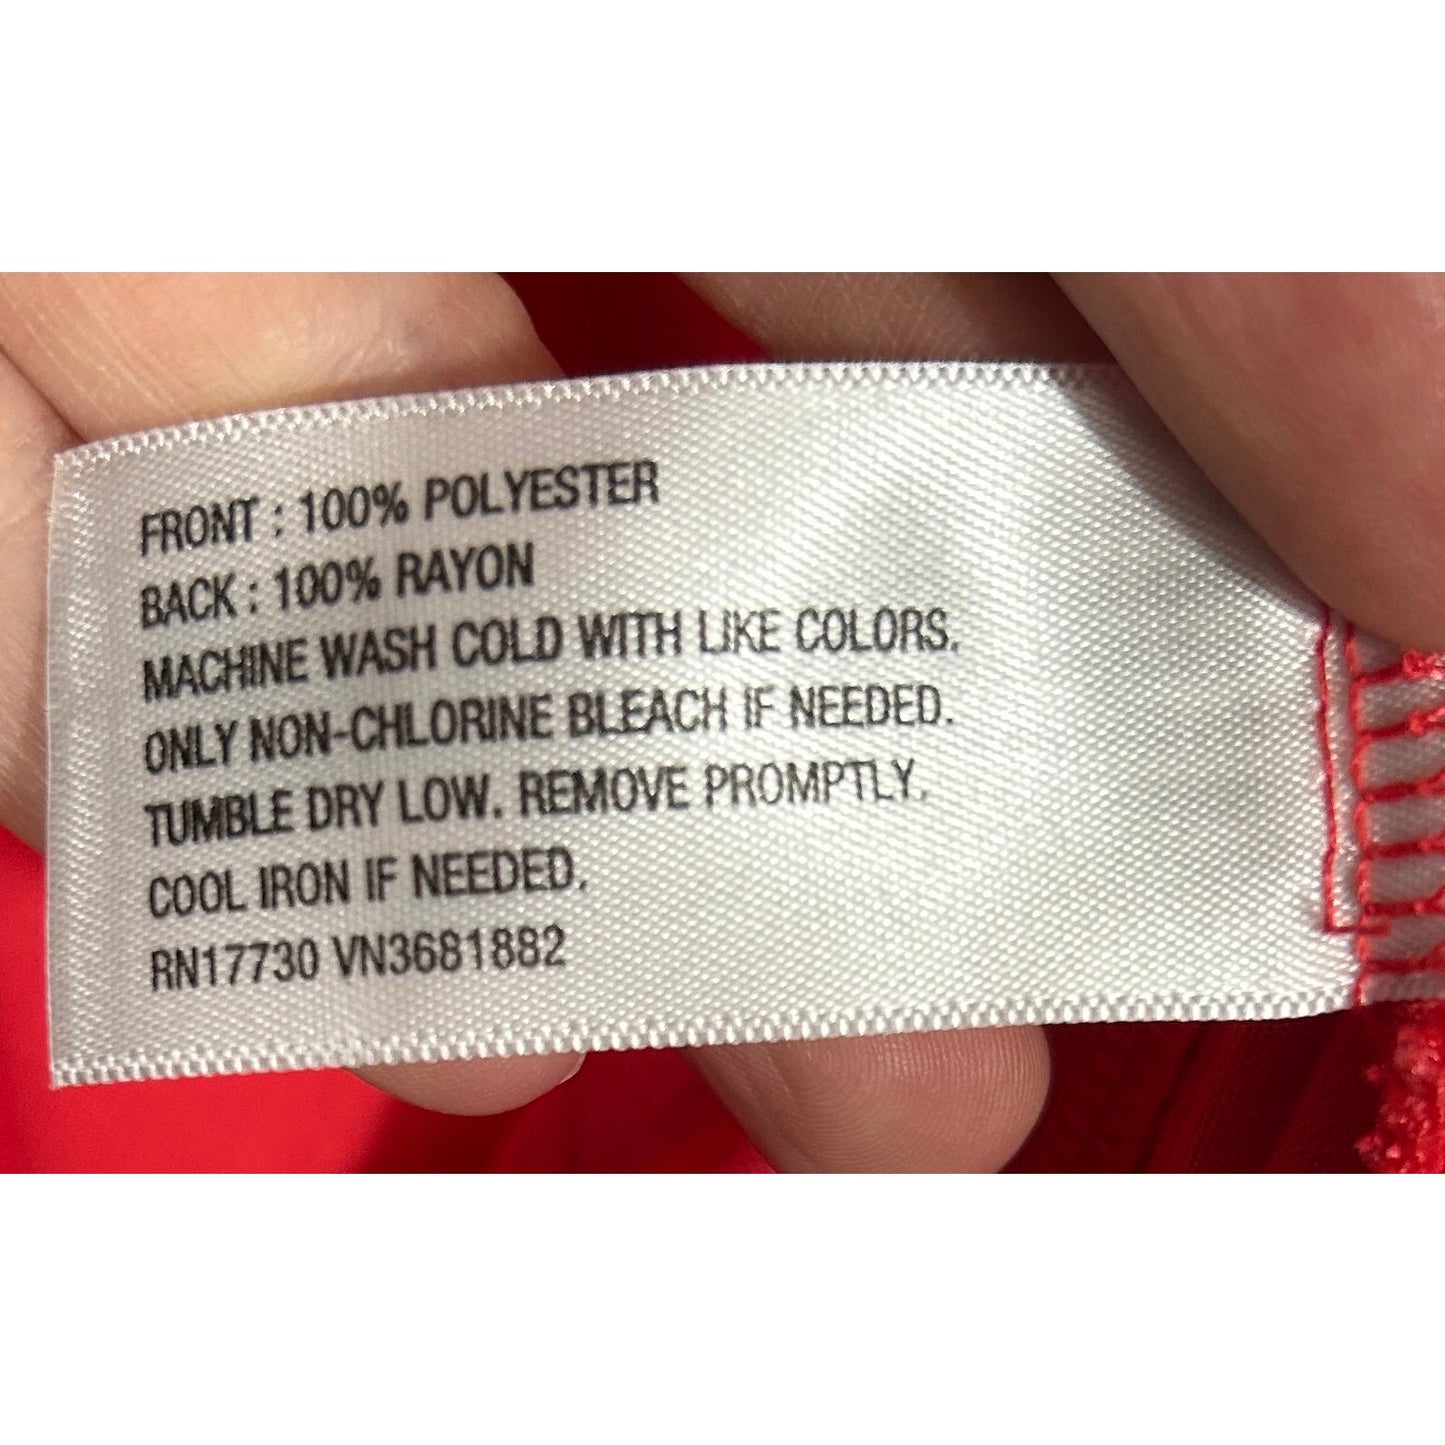 FRONT : 100% POLYESTER
BACK : 100% RAYON
MACHINE WASH COLD WITH LIKE COLORS.
ONLY NON-CHLORINE BLEACH IF NEEDED.
TUMBLE DRY LOW. REMOVE PROMPTLY.
COOL IRON IF NEEDED.
RN17730 VN3681882